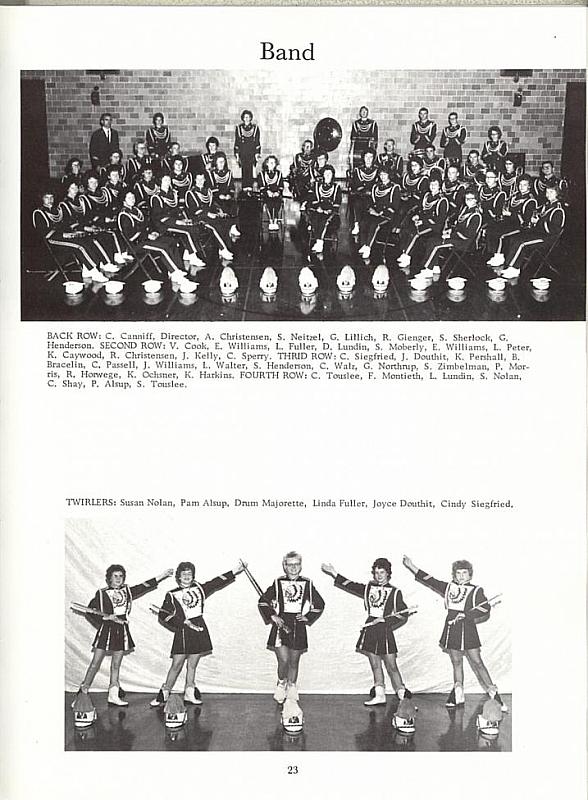 Band
BACK ROW: C. Canniff, Director, A. Christensen, S. Neitzel, G. Lillich, R. Gienger, S. Sherlock, G.
Henderson. SECOND ROW: V. Cook, E. Williams, L. Fuller, D. Lundin, S. Moberly, E. Williams, L. Peter,
K. Caywood, R. Christensen, J. Kelly, C. Sperry. THRID ROW: C. Siegfried, J. Douthit, K. Pershall, B.
Bracelin, C. Passell, J. Williams, L. Walter, S. Henderson, C. Walz, G. Northrup, S. Zimbelman, P. Mor-
ris, R. Horwege, K. Ochsner, K. Harkins. FOURTH ROW: C. Touslee, F. Montieth, L. Lundin, S. Nolan,
C. Shay, P. Alsup, S. Touslee.
TWIRLERS: Susan Nolan, Pam Alsup, Drum Majorette, Linda Fuller, Joyce Douthit, Cindy Siegfried.
23